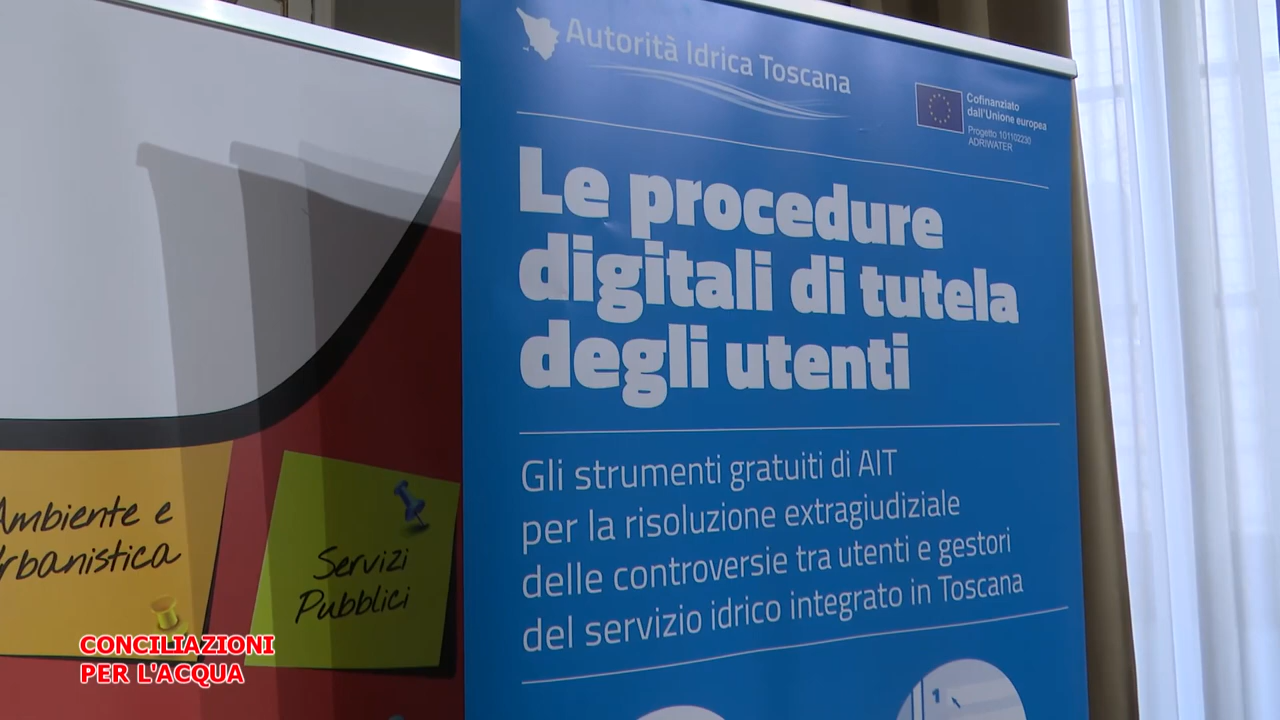 Autorità Idrica Toscana
Cofinanziato
dall'Unione europea
Progetto 101102230
ADRIWATER
Le procedure
digitali di tutela
degli utenti
Gli strumenti gratuiti di AIT
per la risoluzione extragiudiziale
delle controversie tra utenti e gestori
del servizio idrico integrato in Toscana
1
Ambiente e
Urbanistica
Servizi
Pubblici
CONCILIAZIONI
PER L'ACQUA